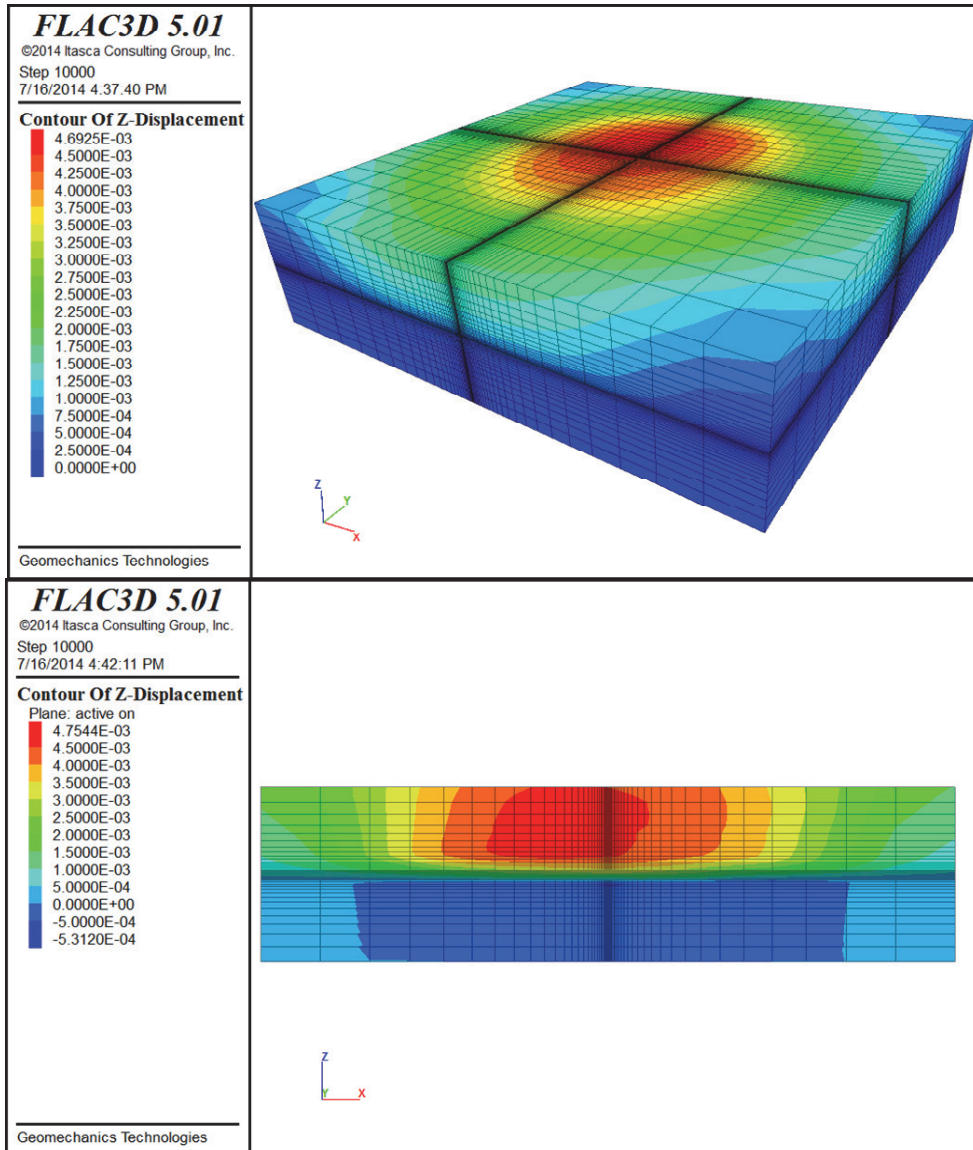 FLAC3D 5.01
©2014 Itasca Consulting Group, Inc.
Step 10000
7/16/2014 4.37.40 PM
Contour Of Z-Displacement
4.6925E-03
4.5000E-03
4.2500E-03
4.0000E-03
3.7500E-03
3.5000E-03
3.2500E-03
3.0000E-03
2.7500E-03
2.5000E-03
2.2500E-03
2.0000E-03
1.7500E-03
1.5000E-03
1.2500E-03
1.0000E-03
7.5000E-04
5.0000E-04
2.5000E-04
0.0000E+00
Z
Y
X
Geomechanics Technologies
FLAC3D 5.01
©2014 Itasca Consulting Group, Inc.
Step 10000
7/16/2014 4:42:11 PM
Contour Of Z-Displacement
Plane: active on
4.7544E-03
4.5000E-03
4.0000E-03
3.5000E-03
3.0000E-03
2.5000E-03
2.0000E-03
1.5000E-03
1.0000E-03
5.0000E-04
0.0000E+00
-5.0000E-04
-5.3120E-04
Z
Y X
Geomechanics Technologies